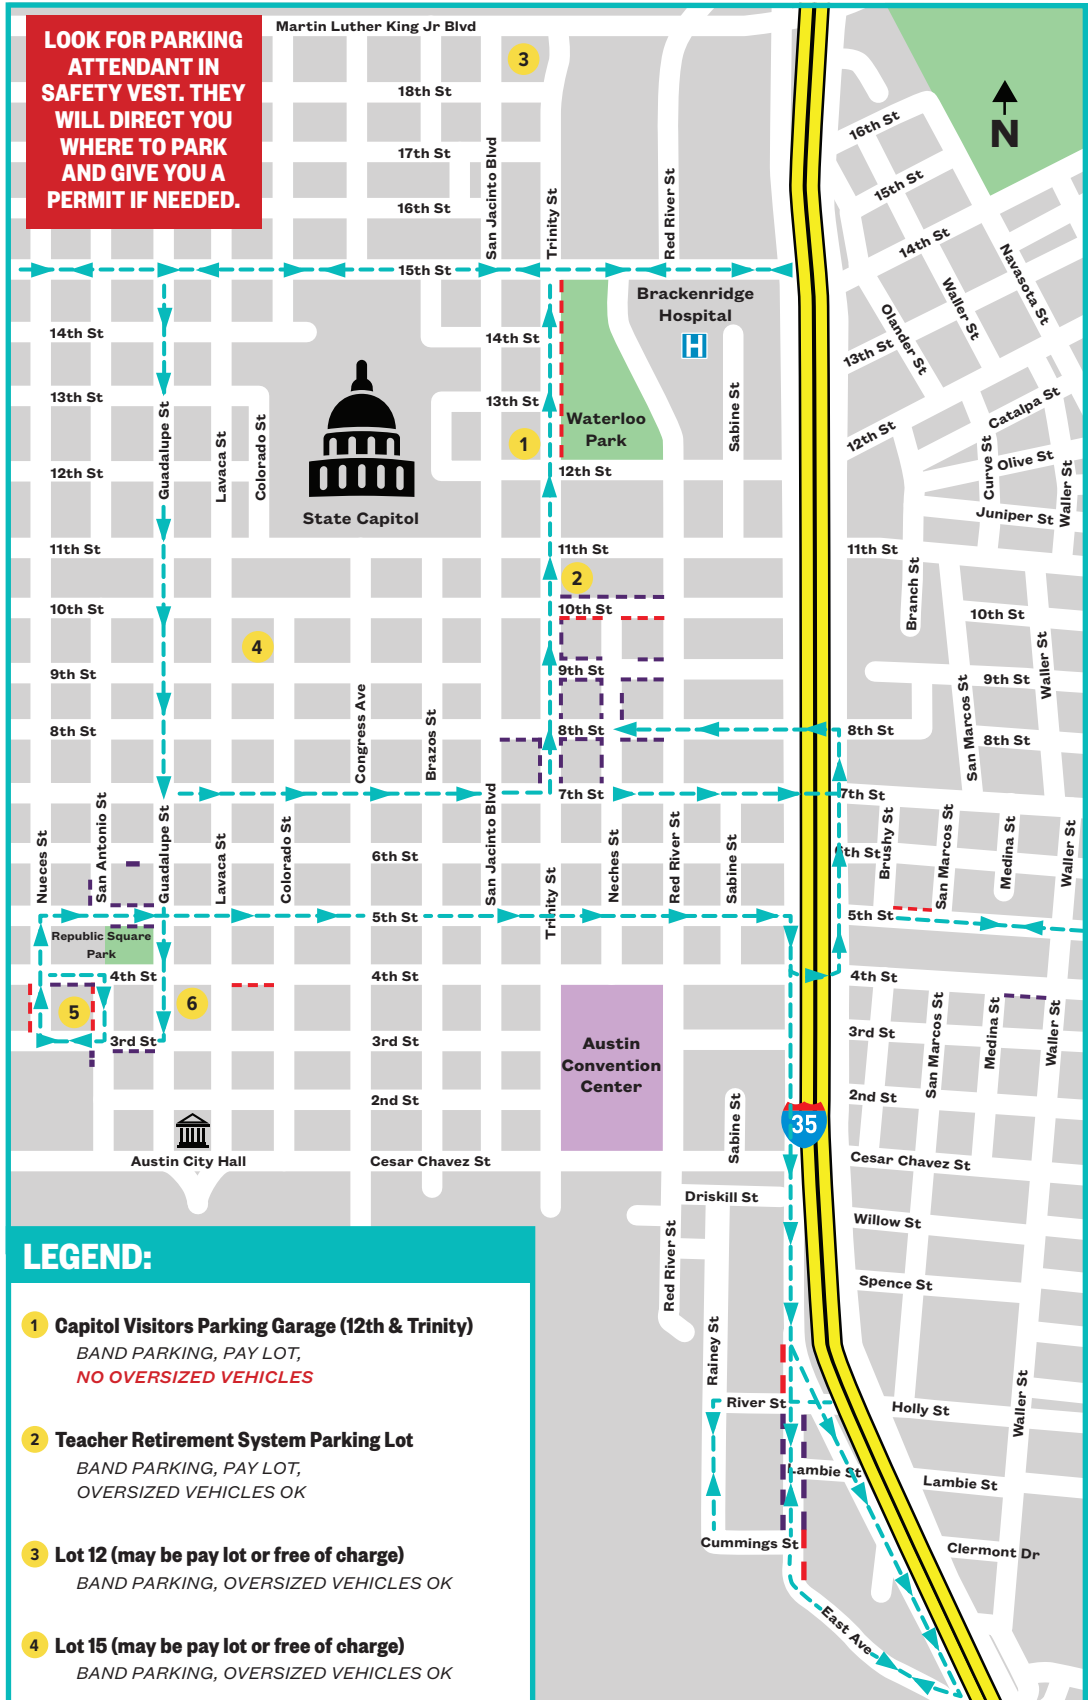 LOOK FOR PARKING
ATTENDANT IN
SAFETY VEST. THEY
WILL DIRECT YOU
WHERE TO PARK
AND GIVE YOU A
PERMIT IF NEEDED.
Martin Luther King Jr Blvd
3
18th St
17th St
16th St
San Jacinto Blvd
Trinity St
Red River St
N
16th St
15th St
14th St
Navasota St
Waller St
Olander St
13th St
12th St
Catalpa St
Olive St
Curve St
Waller St
Juniper St
15th St
Brackenridge
Hospital
H
14th St
13th St
12th St
Guadalupe St
Lavaca St
Colorado St
State Capitol
14th St
13th St
1
Waterloo
Park
Sabine St
12th St
11th St
11th St
11th St
2
10th St
10th St
4
Branch St
10th St
Waller St
9th St
9th St
9th St
San Marcos St
8th St
Congress Ave
Brazos St
8th St
8th St
8th St
7th St
7th St
Nueces St
San Antonio St
Guadalupe St
Lavaca St
Colorado St
6th St
San Jacinto Blvd
Trinity St
Neches St
Red River St
Sabine St
6th St
Brushy St
San Marcos St
Medina St
Waller St
5th St
5th St
Republic Square
Park
4th St
4th St
4th St
5
6
3rd St
3rd St
3rd St
Austin
Convention
Center
San Marcos St
Medina St
Waller St
2nd St
2nd St
Sabine St
35
Austin City Hall
Cesar Chavez St
Cesar Chavez St
Driskill St
Willow St
Red River St
Spence St
Rainey St
River St
Holly St
Waller St
Lambie St
Lambie St
Cummings St
Clermont Dr
East Ave
LEGEND:
1 Capitol Visitors Parking Garage (12th & Trinity)
BAND PARKING, PAY LOT,
NO OVERSIZED VEHICLES
2 Teacher Retirement System Parking Lot
BAND PARKING, PAY LOT,
OVERSIZED VEHICLES OK
3 Lot 12 (may be pay lot or free of charge)
BAND PARKING, OVERSIZED VEHICLES OK
4 Lot 15 (may be pay lot or free of charge)
BAND PARKING, OVERSIZED VEHICLES OK